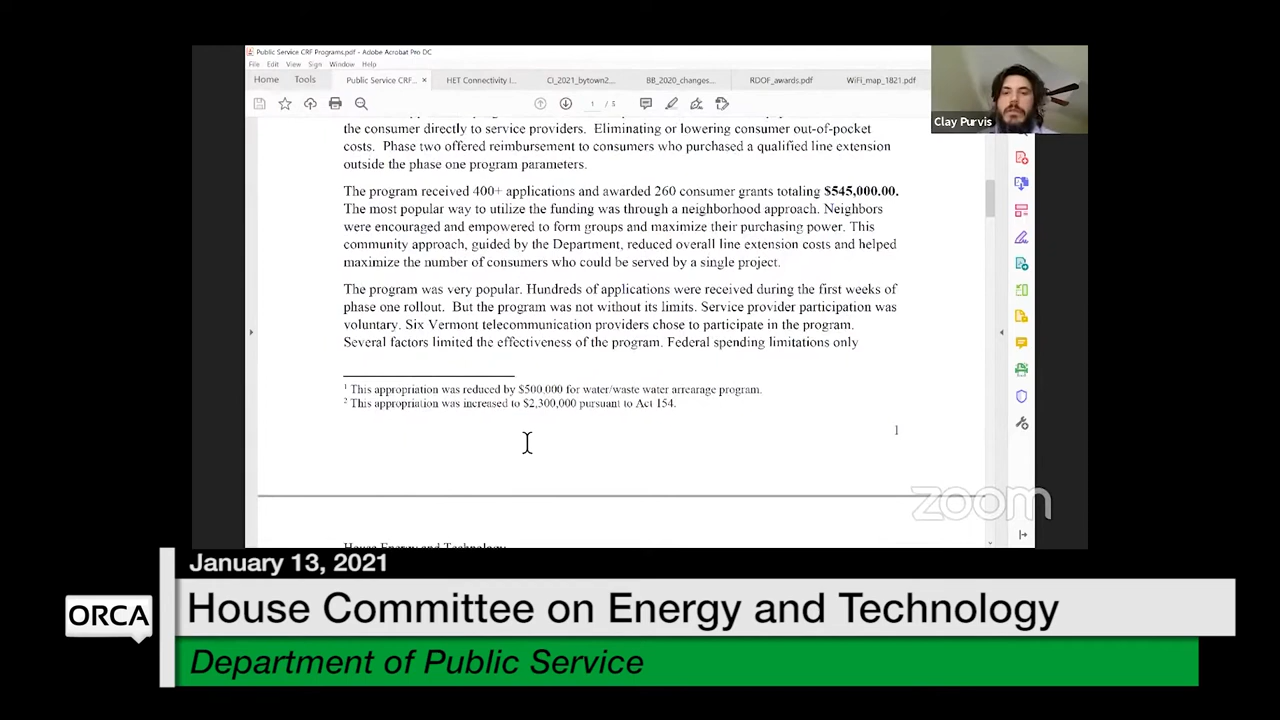 Public Service CRF Programs.pdf - Adobe Acrobat Pro DC
File Edit View Sign Window Help
Home Tools Public Service CRF... × HET Connectivity I... CI_2021_bytown2... BB_2020_changes... RDOF_awards.pdf WiFi_map_1821.pdf
1 / 5
Clay Purvis
the consumer directly to service providers. Eliminating or lowering consumer out-of-pocket
costs. Phase two offered reimbursement to consumers who purchased a qualified line extension
outside the phase one program parameters.
The program received 400+ applications and awarded 260 consumer grants totaling $545,000.00.
The most popular way to utilize the funding was through a neighborhood approach. Neighbors
were encouraged and empowered to form groups and maximize their purchasing power. This
community approach, guided by the Department, reduced overall line extension costs and helped
maximize the number of consumers who could be served by a single project.
The program was very popular. Hundreds of applications were received during the first weeks of
phase one rollout. But the program was not without its limits. Service provider participation was
voluntary. Six Vermont telecommunication providers chose to participate in the program.
Several factors limited the effectiveness of the program. Federal spending limitations only
1 This appropriation was reduced by $500,000 for water/waste water arrearage program.
2 This appropriation was increased to $2,300,000 pursuant to Act 154.
1
zoom
House Energy and Technology
January 13, 2021
ORCA
House Committee on Energy and Technology
Department of Public Service